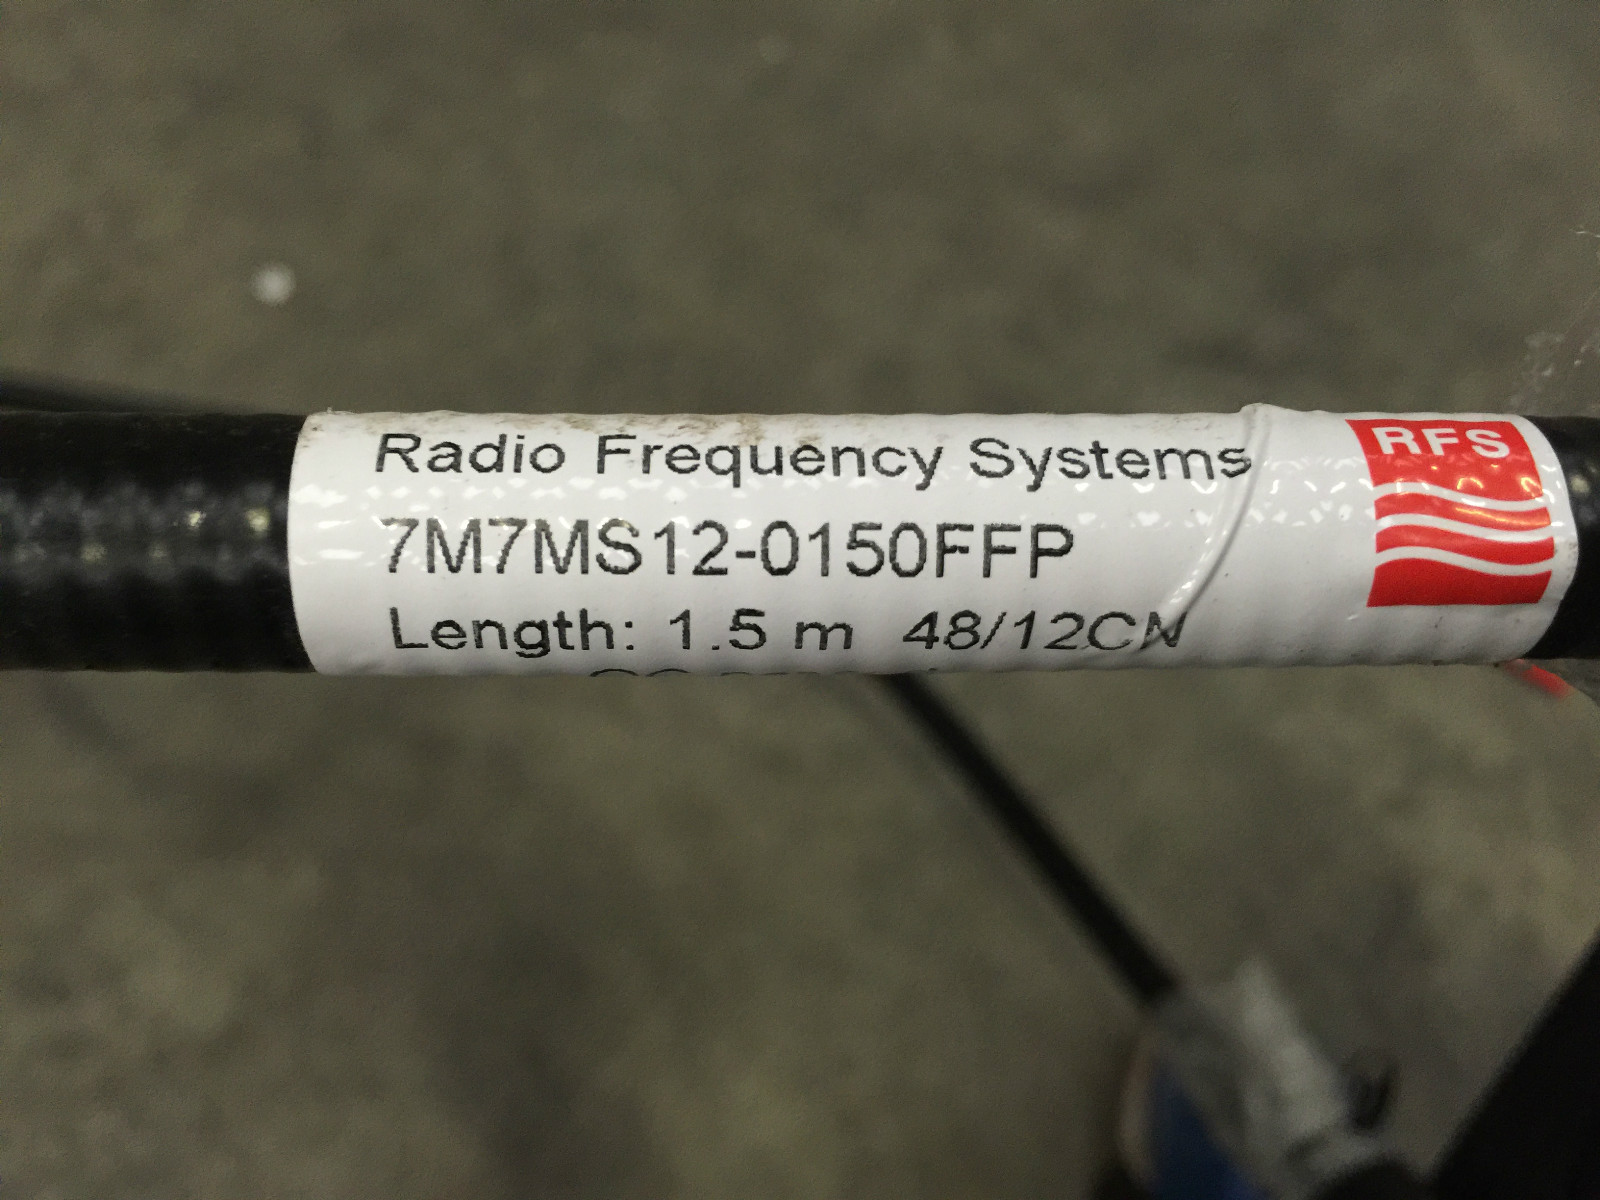 Radio Frequency Systems
7M7MS12-0150FFP
Length: 1.5 m 48/12CN
RFS